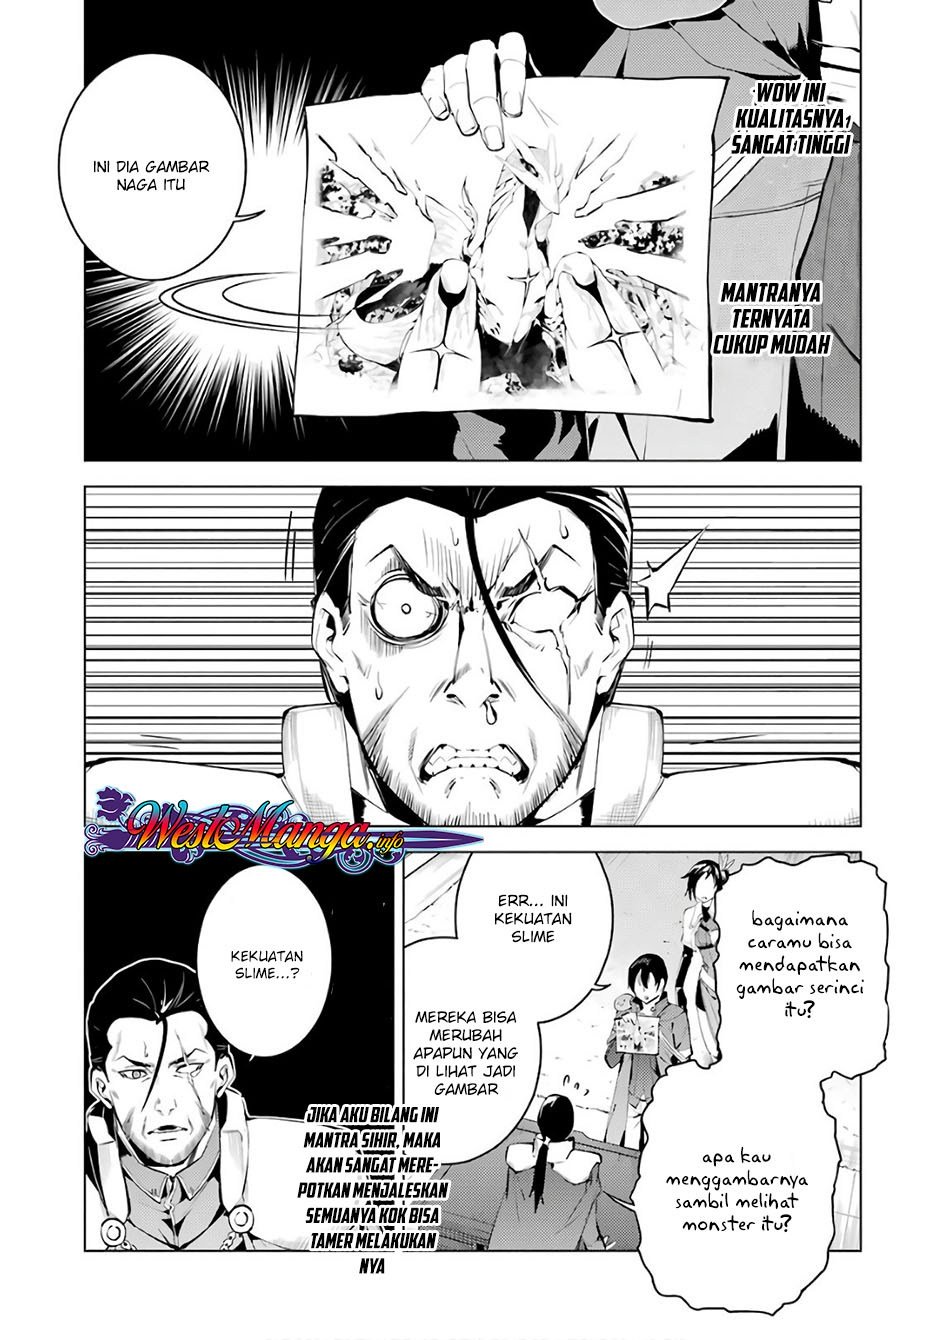 WOW INI
KUALITASNYA
SANGAT TINGGI
INI DIA GAMBAR
NAGA ITU
MANTRANYA
TERNYATA
CUKUP MUDAH
WestManga.info
bagaimana
caramu bisa
mendapatkan
gambar serinci
itu?
apa kau
menggambarnya
sambil melihat
monster itu?
ERR... INI
KEKUATAN
SLIME
MEREKA BISA
MERUBAH
APAPUN YANG
DI LIHAT JADI
GAMBAR
KEKUATAN
SLIME...?
JIKA AKU BILANG INI
MANTRA SIHIR, MAKA
AKAN SANGAT MERE-
POTKAN MENJALESKAN
SEMUANYA KOK BISA
TAMER MELAKUKAN
NYA